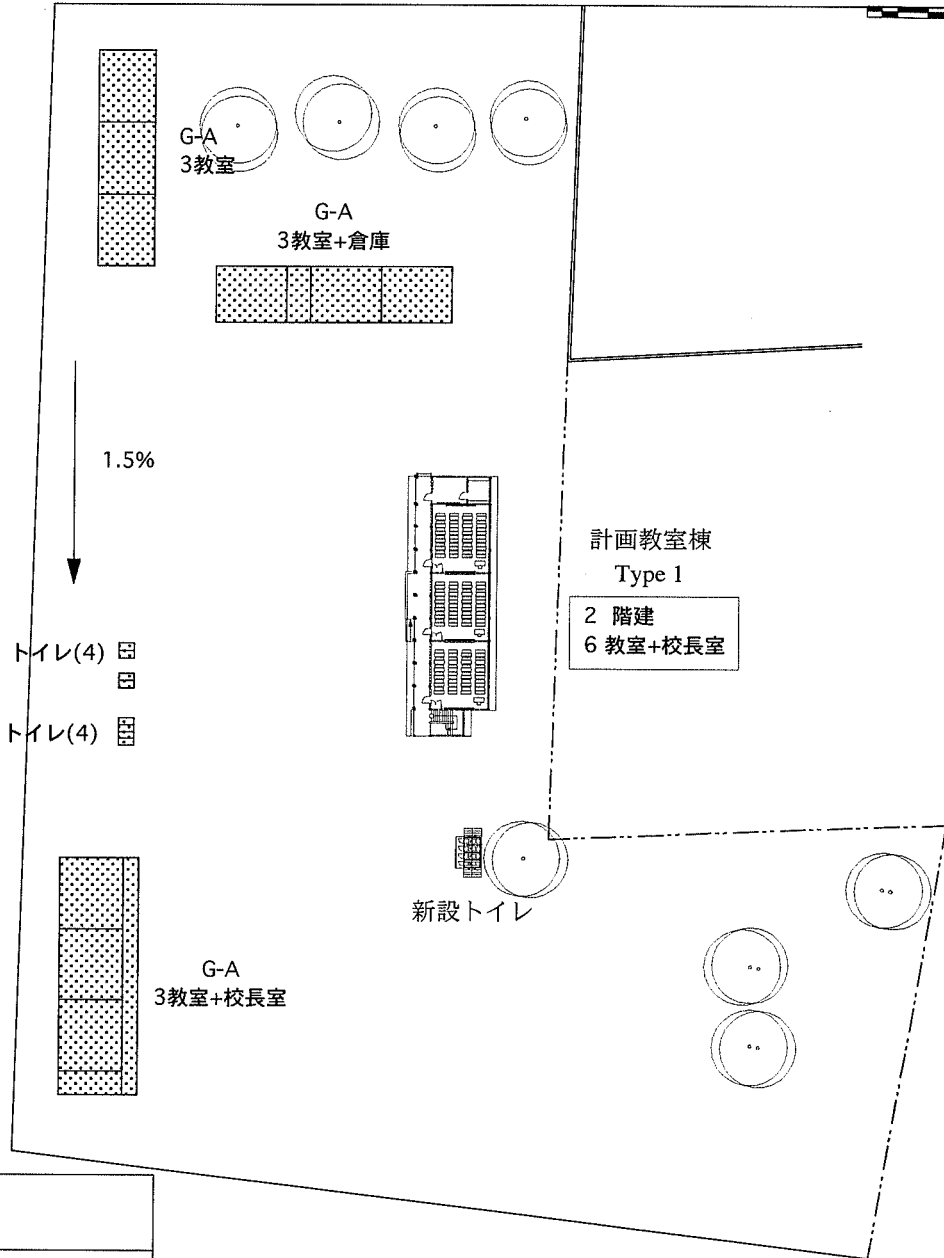 G-A
3教室
G-A
3教室+倉庫
1.5%
計画教室棟
Type 1
2 階建
6 教室+校長室
トイレ(4)
トイレ(4)
新設トイレ
G-A
3教室+校長室